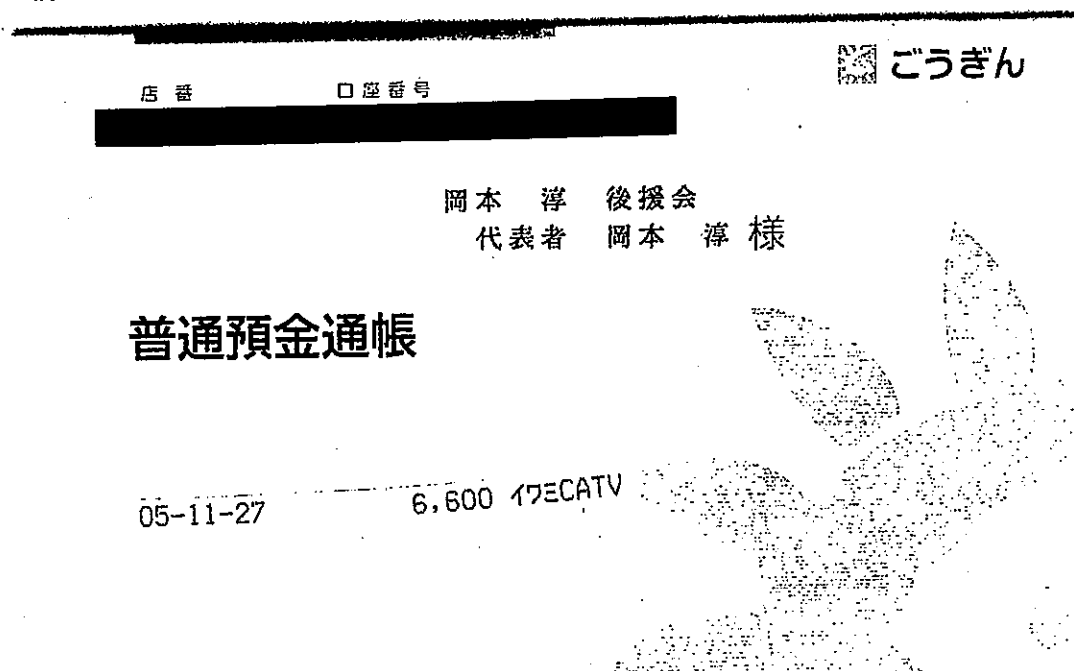 ごうぎん
店番 口座番号
岡本 淳 後援会
代表者 岡本 淳 様
普通預金通帳
05-11-27 6,600 イワミCATV